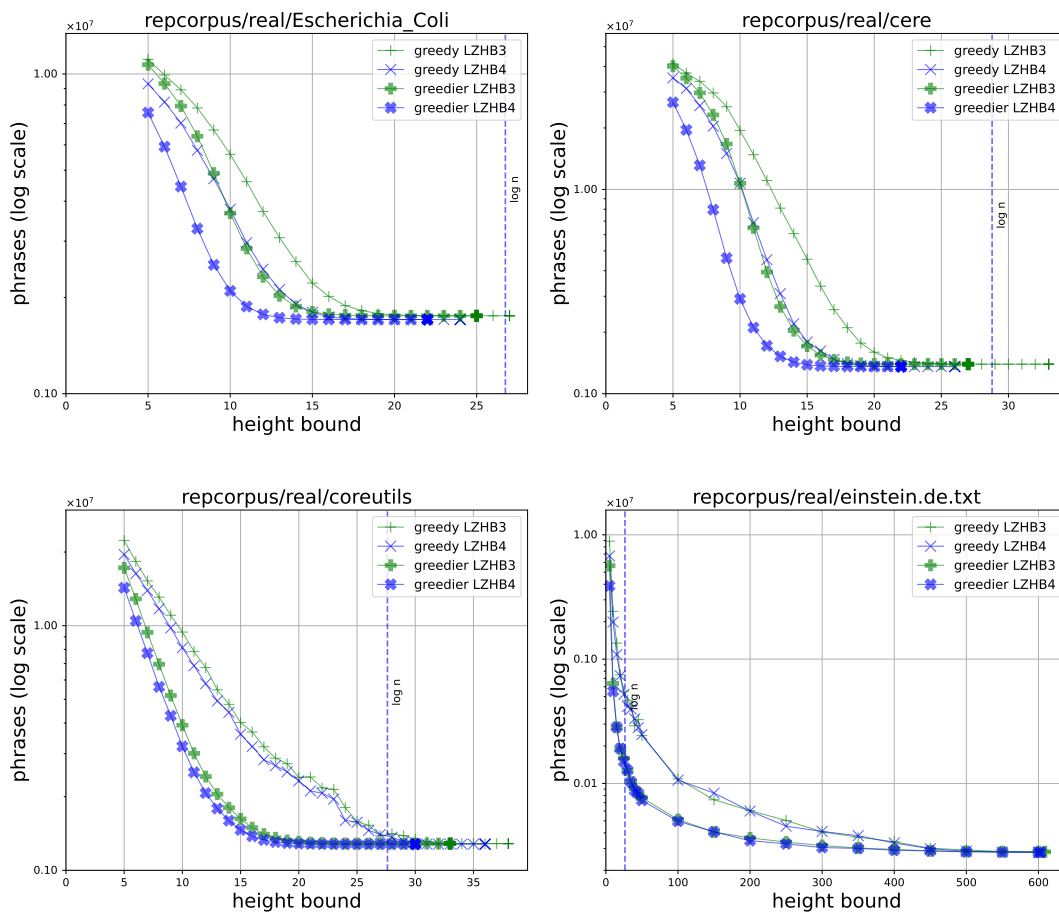 repcorpus/real/Escherichia_Coli
×10⁷
1.00
0.10
phrases (log scale)
0 5 10 15 20 25
height bound
log n
greedy LZHB3
greedy LZHB4
greedier LZHB3
greedier LZHB4
repcorpus/real/cere
×10⁷
1.00
0.10
phrases (log scale)
0 5 10 15 20 25 30
height bound
log n
greedy LZHB3
greedy LZHB4
greedier LZHB3
greedier LZHB4
repcorpus/real/coreutils
×10⁷
1.00
0.10
phrases (log scale)
0 5 10 15 20 25 30 35
height bound
log n
greedy LZHB3
greedy LZHB4
greedier LZHB3
greedier LZHB4
repcorpus/real/einstein.de.txt
×10⁷
1.00
0.10
0.01
phrases (log scale)
0 100 200 300 400 500 600
height bound
log n
greedy LZHB3
greedy LZHB4
greedier LZHB3
greedier LZHB4